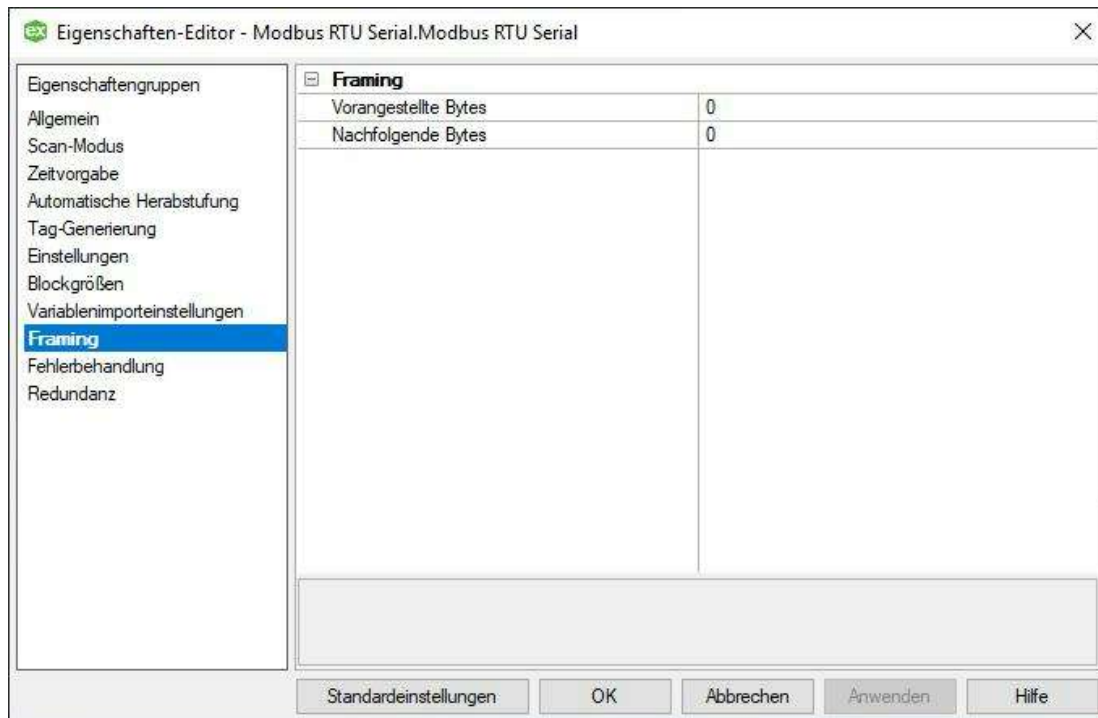 ex Eigenschaften-Editor - Modbus RTU Serial.Modbus RTU Serial
Eigenschaftengruppen
Allgemein
Scan-Modus
Zeitvorgabe
Automatische Herabstufung
Tag-Generierung
Einstellungen
Blockgrößen
Variablenimporteinstellungen
Framing
Fehlerbehandlung
Redundanz
Framing
Vorangestellte Bytes 0
Nachfolgende Bytes 0
Standardeinstellungen OK Abbrechen Anwenden Hilfe